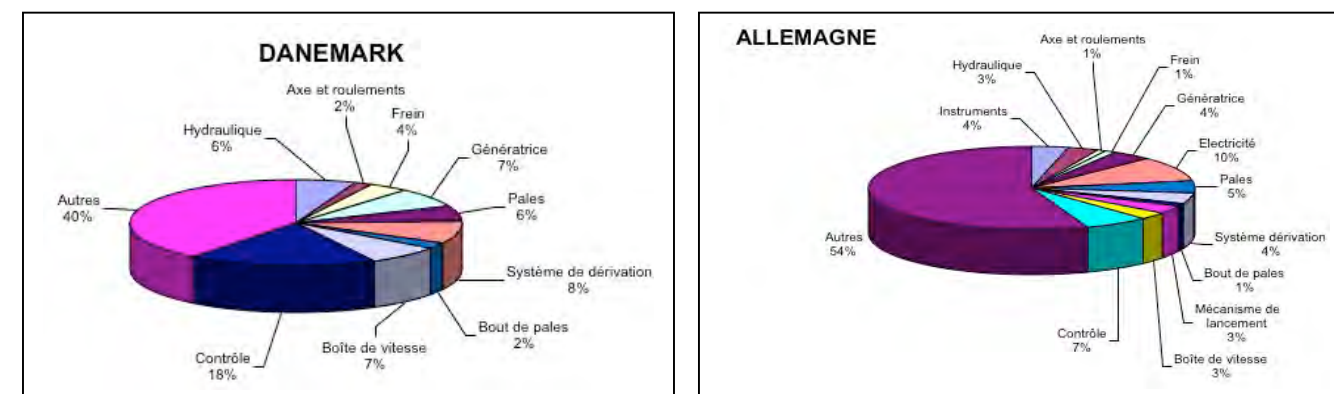 DANEMARK
Axe et roulements
2%
Frein
4%
Hydraulique
6%
Génératrice
7%
Autres
40%
Pales
6%
Système de dérivation
8%
Bout de pales
2%
Boîte de vitesse
7%
Contrôle
18%
ALLEMAGNE
Axe et roulements
1%
Frein
1%
Hydraulique
3%
Génératrice
4%
Instruments
4%
Electricité
10%
Pales
5%
Autres
54%
Système dérivation
4%
Bout de pales
1%
Mécanisme de
lancement
3%
Contrôle
7%
Boîte de vitesse
3%